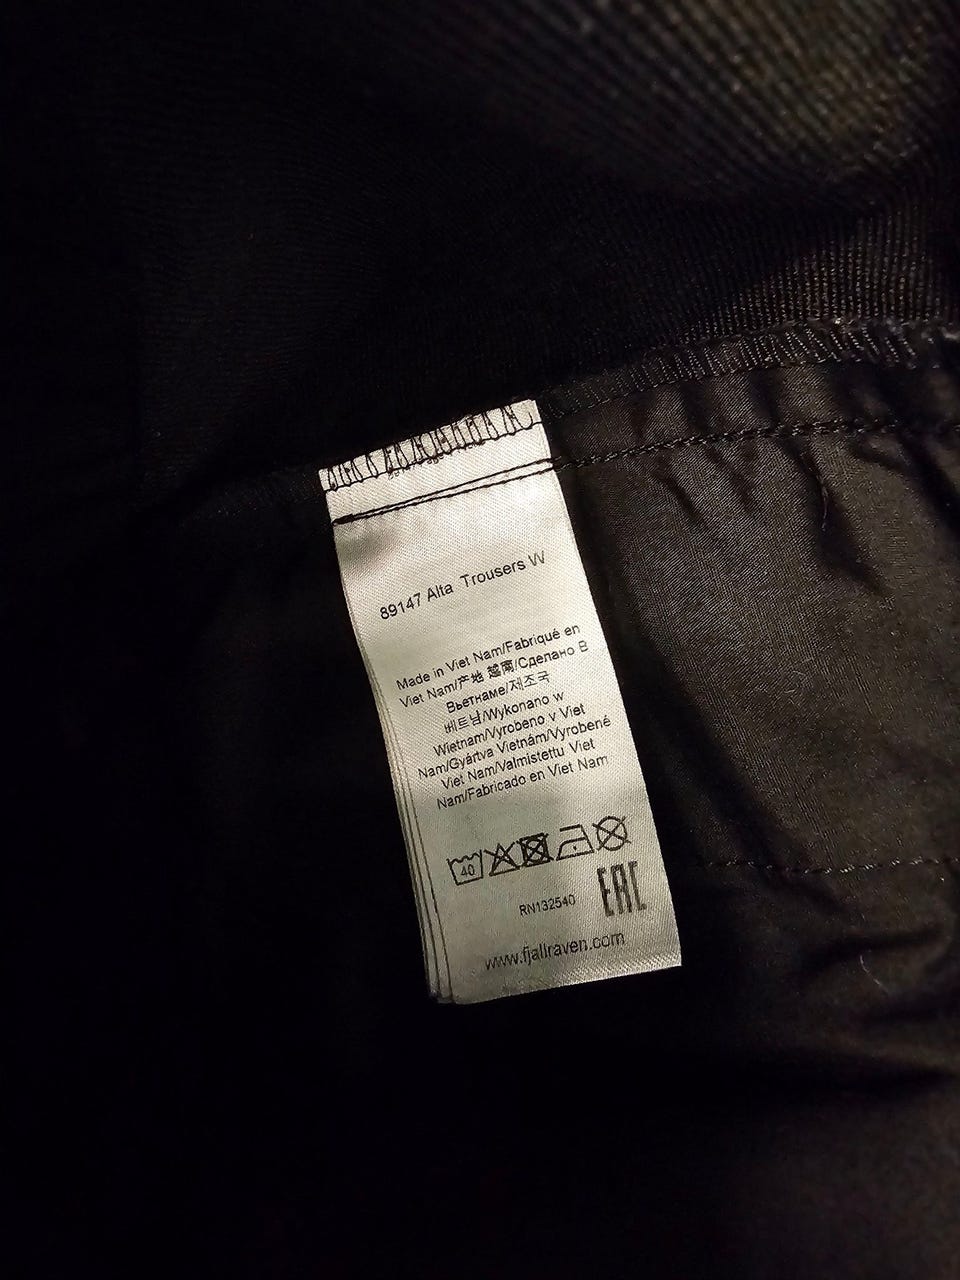 89147 Alta Trousers W
Made in Viet Nam/Fabriqué en
Viet Nam/产地 越南/Сделано В
Вьетнаме/제조국
베트남/Wykonano w
Wietnam/Vyrobeno v Viet
Nam/Gyártva Vietnám/Vyrobené
Viet Nam/Valmistettu Viet
Nam/Fabricado en Viet Nam
40
RN132540 EAC
www.fjallraven.com